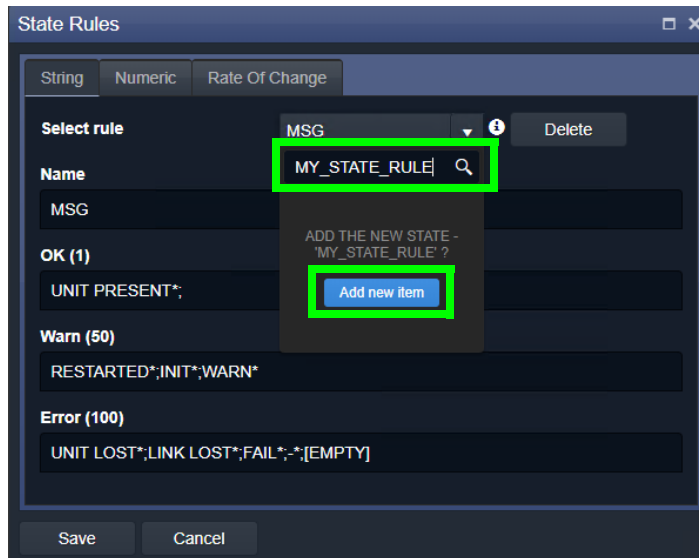 State Rules
String Numeric Rate Of Change
Select rule MSG Delete
MY_STATE_RULE
Name
MSG
ADD THE NEW STATE -
'MY_STATE_RULE' ?
OK (1)
UNIT PRESENT*;
Add new item
Warn (50)
RESTARTED*;INIT*;WARN*
Error (100)
UNIT LOST*;LINK LOST*;FAIL*;-*;[EMPTY]
Save Cancel